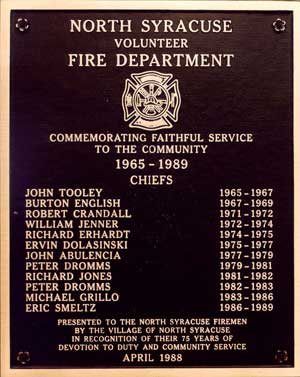 NORTH SYRACUSE
VOLUNTEER
FIRE DEPARTMENT
COMMEMORATING FAITHFUL SERVICE
TO THE COMMUNITY
1965 - 1989
CHIEFS
JOHN TOOLEY 1965 - 1967
BURTON ENGLISH 1967 - 1969
ROBERT CRANDALL 1971 - 1972
WILLIAM JENNER 1972 - 1974
RICHARD ERHARDT 1974 - 1975
ERVIN DOLASINSKI 1975 - 1977
JOHN ABULENCIA 1977 - 1979
PETER DROMMS 1979 - 1981
RICHARD JONES 1981 - 1982
PETER DROMMS 1982 - 1983
MICHAEL GRILLO 1983 - 1986
ERIC SMELTZ 1986 - 1989
PRESENTED TO THE NORTH SYRACUSE FIREMEN
BY THE VILLAGE OF NORTH SYRACUSE
IN RECOGNITION OF THEIR 75 YEARS OF
DEVOTION TO DUTY AND COMMUNITY SERVICE
APRIL 1988